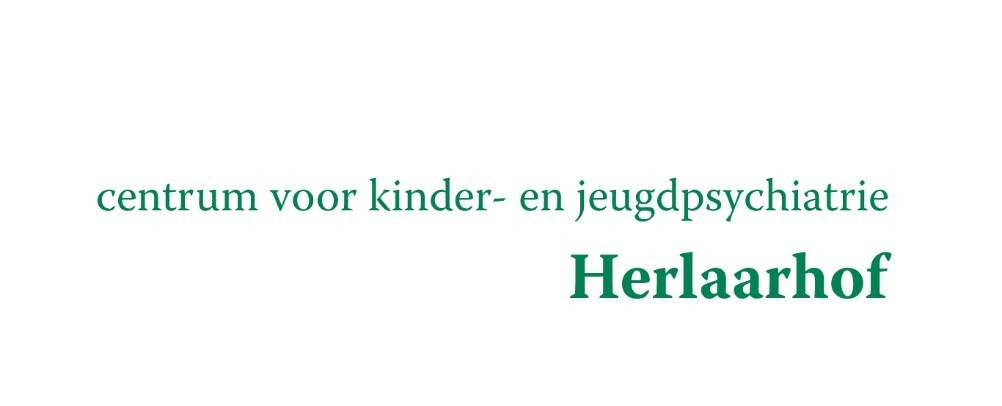 centrum voor kinder- en jeugdpsychiatrie
Herlaarhof